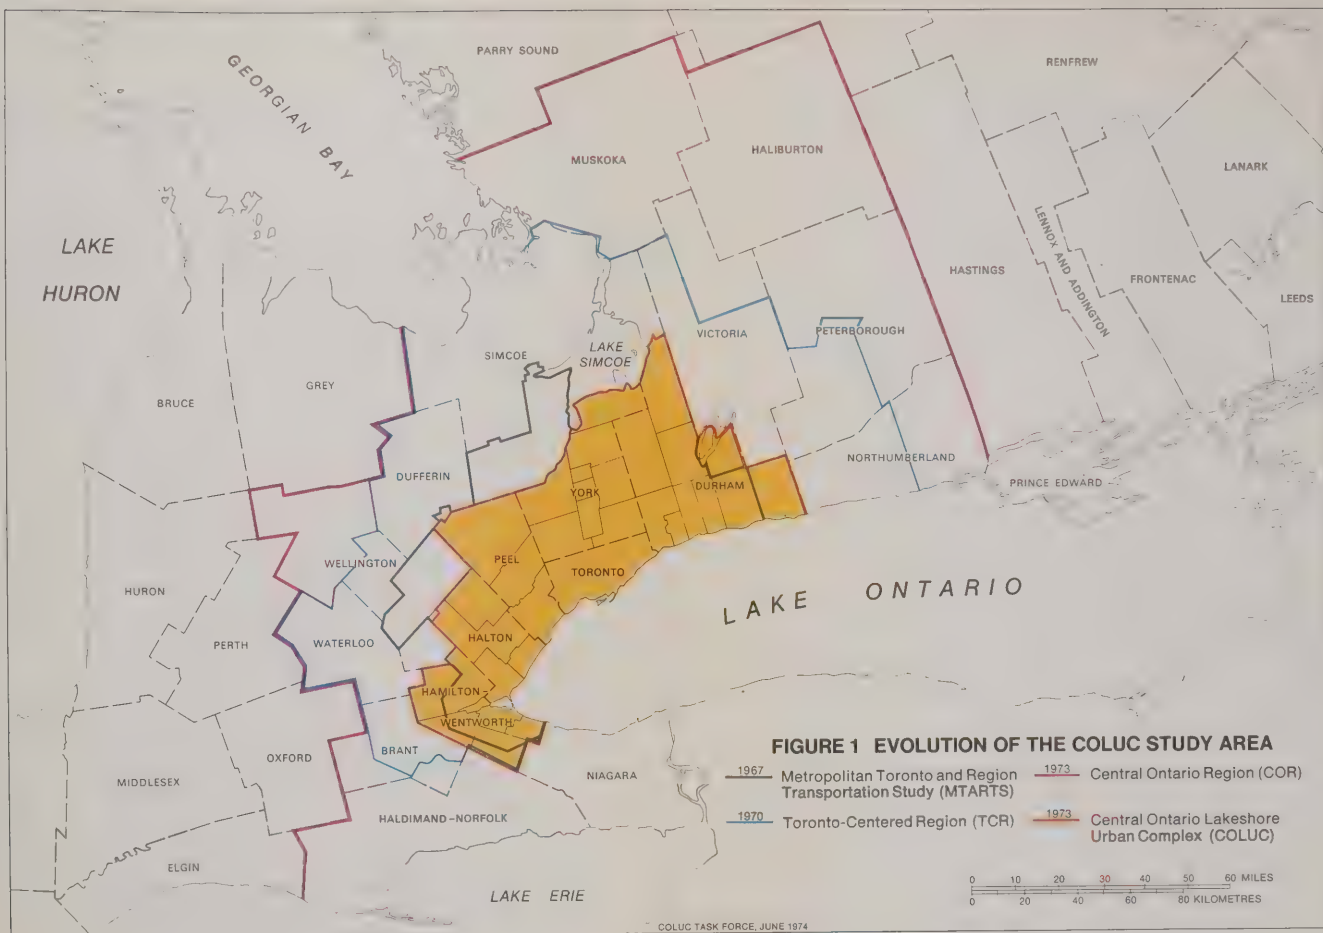 PARRY SOUND
RENFREW
GEORGIAN BAY
MUSKOKA
HALIBURTON
LANARK
LAKE
HURON
LENNOX AND ADDINGTON
HASTINGS
FRONTENAC
LEEDS
VICTORIA
PETERBOROUGH
SIMCOE
LAKE
SIMCOE
GREY
BRUCE
DUFFERIN
NORTHUMBERLAND
PRINCE EDWARD
YORK
DURHAM
PEEL
TORONTO
WELLINGTON
HURON
PERTH
WATERLOO
HALTON
LAKE ONTARIO
HAMILTON-
WENTWORTH
BRANT
OXFORD
MIDDLESEX
NIAGARA
HALDIMAND-NORFOLK
ELGIN
LAKE ERIE
N
FIGURE 1 EVOLUTION OF THE COLUC STUDY AREA
1967 Metropolitan Toronto and Region
Transportation Study (MTARTS)
1970 Toronto-Centered Region (TCR)
1973 Central Ontario Region (COR)
1973 Central Ontario Lakeshore
Urban Complex (COLUC)
0 10 20 30 40 50 60 MILES
0 20 40 60 80 KILOMETRES
COLUC TASK FORCE, JUNE 1974